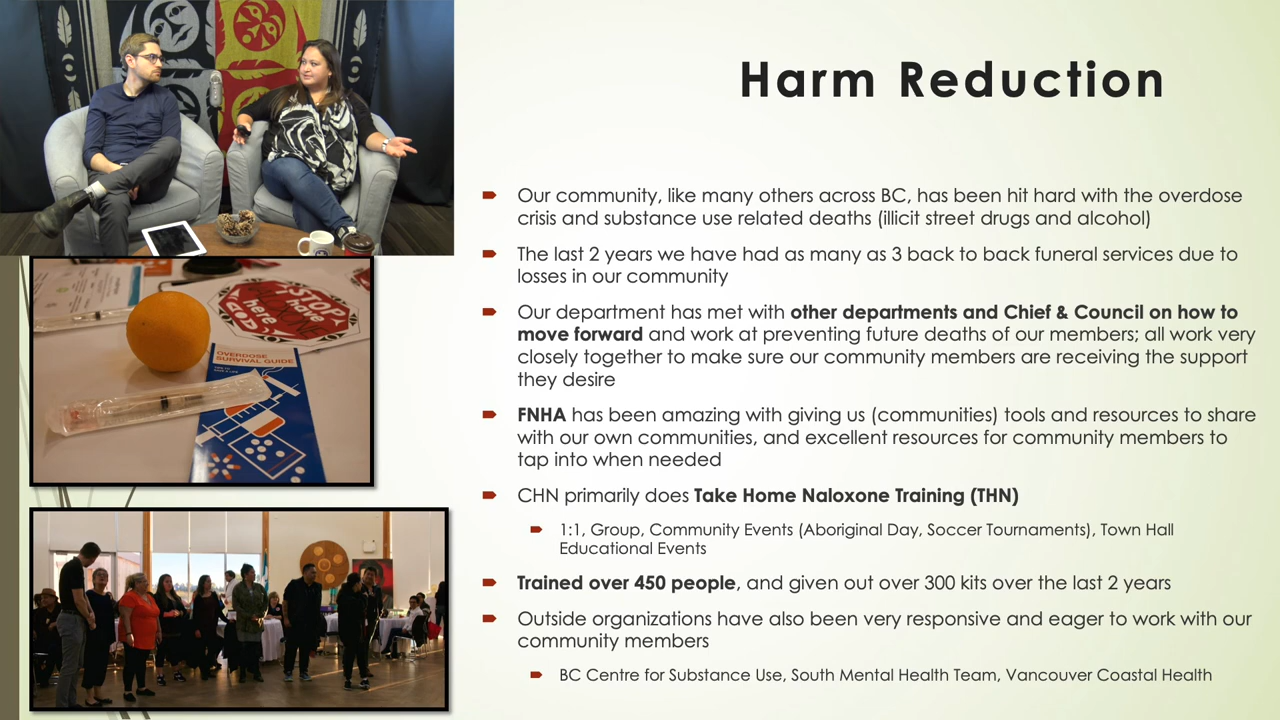 Harm Reduction
Our community, like many others across BC, has been hit hard with the overdose
crisis and substance use related deaths (illicit street drugs and alcohol)
The last 2 years we have had as many as 3 back to back funeral services due to
losses in our community
Our department has met with other departments and Chief & Council on how to
move forward and work at preventing future deaths of our members; all work very
closely together to make sure our community members are receiving the support
they desire
FNHA has been amazing with giving us (communities) tools and resources to share
with our own communities, and excellent resources for community members to
tap into when needed
CHN primarily does Take Home Naloxone Training (THN)
1:1, Group, Community Events (Aboriginal Day, Soccer Tournaments), Town Hall
Educational Events
Trained over 450 people, and given out over 300 kits over the last 2 years
Outside organizations have also been very responsive and eager to work with our
community members
BC Centre for Substance Use, South Mental Health Team, Vancouver Coastal Health
STOP
have
NALOXONE
here
OVERDOSE
SURVIVAL GUIDE